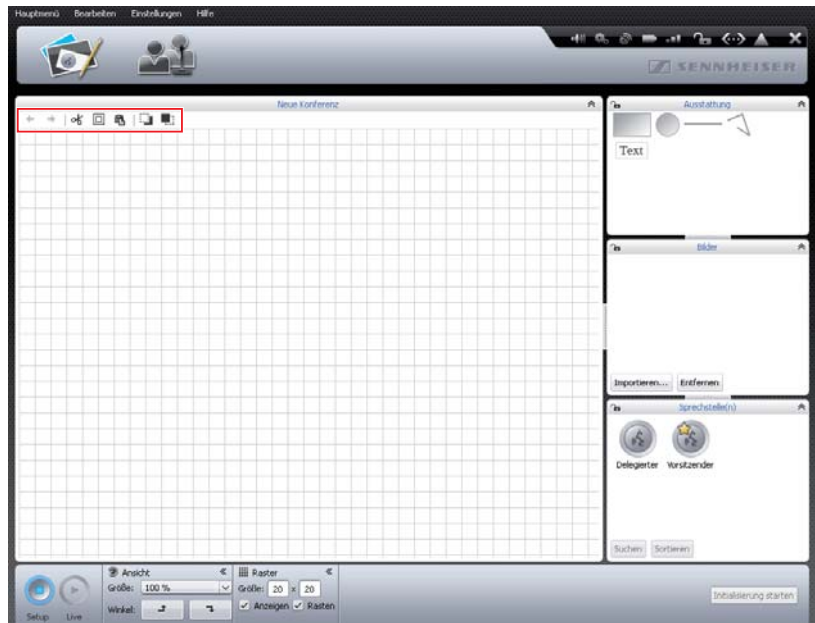 Hauptmenü Bearbeiten Einstellungen Hilfe
SENNHEISER
Neue Konferenz
Ausstattung
Text
Bilder
Importieren... Entfernen
Sprechstelle(n)
Delegierter Vorsitzender
Suchen Sortieren
Ansicht
Größe: 100 %
Winkel:
Raster
Größe: 20 x 20
Anzeigen Rasten
Setup Live
Initialisierung starten